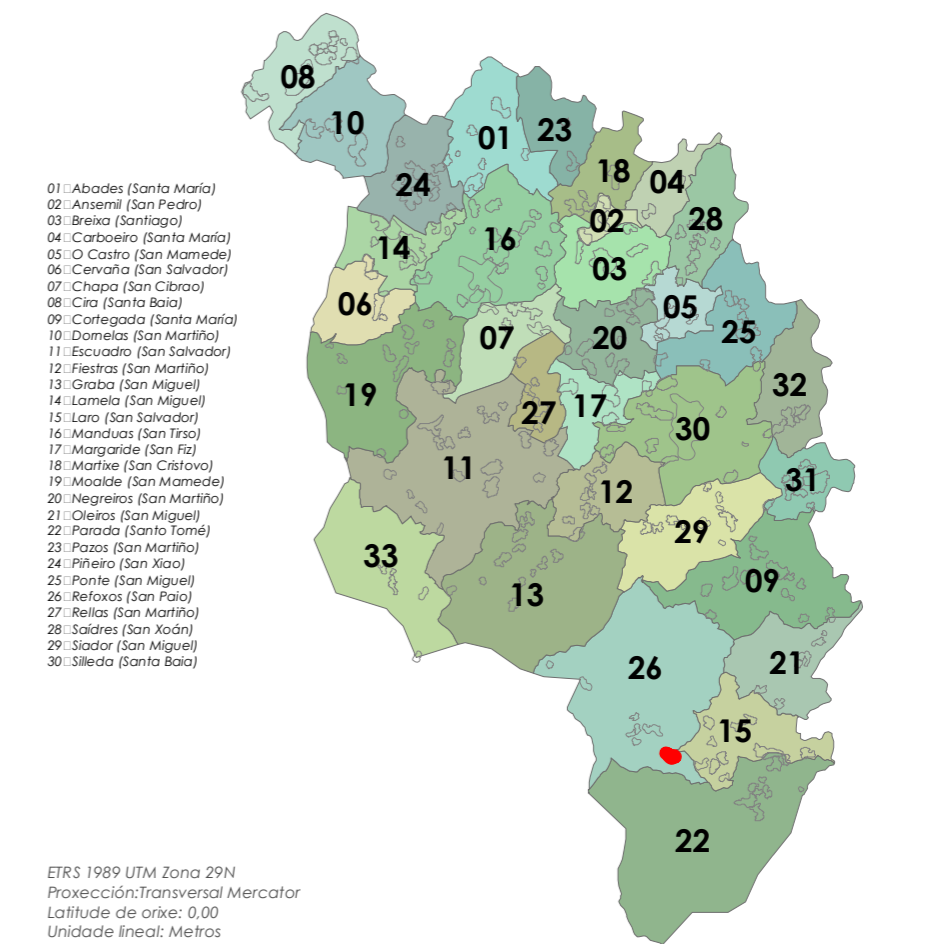 08
10
01
23
24
18
04
02
28
14
16
03
06
05
07
20
25
19
27
17
32
30
11
12
31
29
33
13
09
26
21
15
22
01□Abades (Santa María)
02□Ansemil (San Pedro)
03□Breixa (Santiago)
04□Carboeiro (Santa María)
05□O Castro (San Mamede)
06□Cervaña (San Salvador)
07□Chapa (San Cibrao)
08□Cira (Santa Baia)
09□Cortegada (Santa María)
10□Dornelas (San Martiño)
11□Escuadro (San Salvador)
12□Fiestras (San Martiño)
13□Graba (San Miguel)
14□Lamela (San Miguel)
15□Laro (San Salvador)
16□Manduas (San Tirso)
17□Margaride (San Fiz)
18□Martixe (San Cristovo)
19□Moalde (San Mamede)
20□Negreiros (San Martiño)
21□Oleiros (San Miguel)
22□Parada (Santo Tomé)
23□Pazos (San Martiño)
24□Piñeiro (San Xiao)
25□Ponte (San Miguel)
26□Refoxos (San Paio)
27□Rellas (San Martiño)
28□Saídres (San Xoán)
29□Siador (San Miguel)
30□Silleda (Santa Baia)
ETRS 1989 UTM Zona 29N
Proxección:Transversal Mercator
Latitude de orixe: 0,00
Unidade lineal: Metros